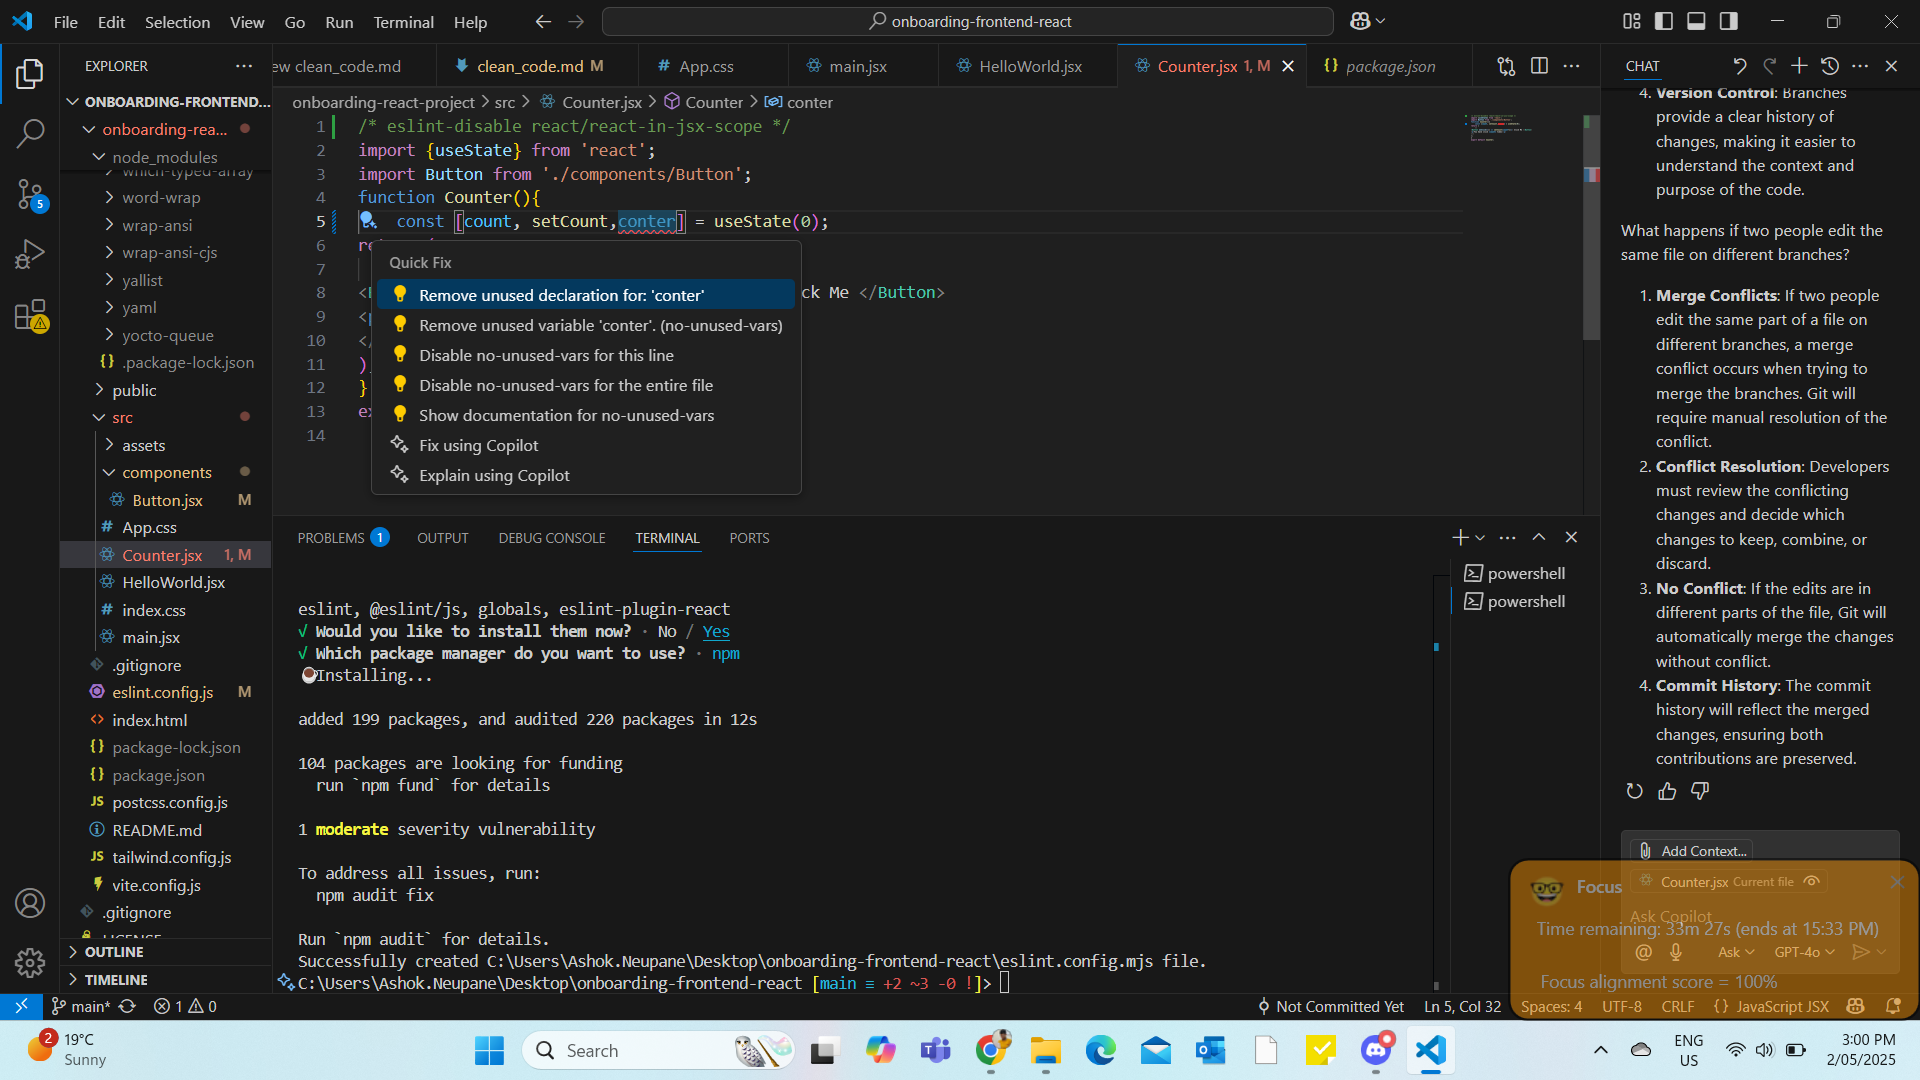 File Edit Selection View Go Run Terminal Help
onboarding-frontend-react
EXPLORER
ONBOARDING-FRONTEND...
onboarding-rea...
node_modules
which-typed-array
word-wrap
wrap-ansi
wrap-ansi-cjs
yallist
yaml
yocto-queue
.package-lock.json
public
src
assets
components
Button.jsx M
App.css
Counter.jsx 1, M
HelloWorld.jsx
index.css
main.jsx
.gitignore
eslint.config.js M
index.html
package-lock.json
package.json
postcss.config.js
README.md
tailwind.config.js
vite.config.js
.gitignore
LICENSE
OUTLINE
TIMELINE
5
ew clean_code.md
clean_code.md M
App.css
main.jsx
HelloWorld.jsx
Counter.jsx 1, M
package.json
onboarding-react-project > src > Counter.jsx > Counter > conter
1 /* eslint-disable react/react-in-jsx-scope */
2 import {useState} from 'react';
3 import Button from './components/Button';
4 function Counter(){
5 const [count, setCount,conter] = useState(0);
6 re
7
8 ck Me </Button>
9
10 </
11 )
12 }
13 ex
14
Quick Fix
Remove unused declaration for: 'conter'
Remove unused variable 'conter'. (no-unused-vars)
Disable no-unused-vars for this line
Disable no-unused-vars for the entire file
Show documentation for no-unused-vars
Fix using Copilot
Explain using Copilot
PROBLEMS 1 OUTPUT DEBUG CONSOLE TERMINAL PORTS
eslint, @eslint/js, globals, eslint-plugin-react
√ Would you like to install them now? · No / Yes
√ Which package manager do you want to use? · npm
☕Installing...
added 199 packages, and audited 220 packages in 12s
104 packages are looking for funding
run `npm fund` for details
1 moderate severity vulnerability
To address all issues, run:
npm audit fix
Run `npm audit` for details.
Successfully created C:\Users\Ashok.Neupane\Desktop\onboarding-frontend-react\eslint.config.mjs file.
C:\Users\Ashok.Neupane\Desktop\onboarding-frontend-react [main ≡ +2 ~3 -0 !]>
powershell
powershell
CHAT
4. Version Control: Branches
provide a clear history of
changes, making it easier to
understand the context and
purpose of the code.
What happens if two people edit the
same file on different branches?
1. Merge Conflicts: If two people
edit the same part of a file on
different branches, a merge
conflict occurs when trying to
merge the branches. Git will
require manual resolution of the
conflict.
2. Conflict Resolution: Developers
must review the conflicting
changes and decide which
changes to keep, combine, or
discard.
3. No Conflict: If the edits are in
different parts of the file, Git will
automatically merge the changes
without conflict.
4. Commit History: The commit
history will reflect the merged
changes, ensuring both
contributions are preserved.
Add Context...
Counter.jsx Current file
Ask Copilot
Ask GPT-4o
Focus
Time remaining: 33m 27s (ends at 15:33 PM)
Focus alignment score = 100%
main* 1 0
Not Committed Yet Ln 5, Col 32 Spaces: 4 UTF-8 CRLF {} JavaScript JSX
2
19°C
Sunny
Search
ENG
US
3:00 PM
2/05/2025